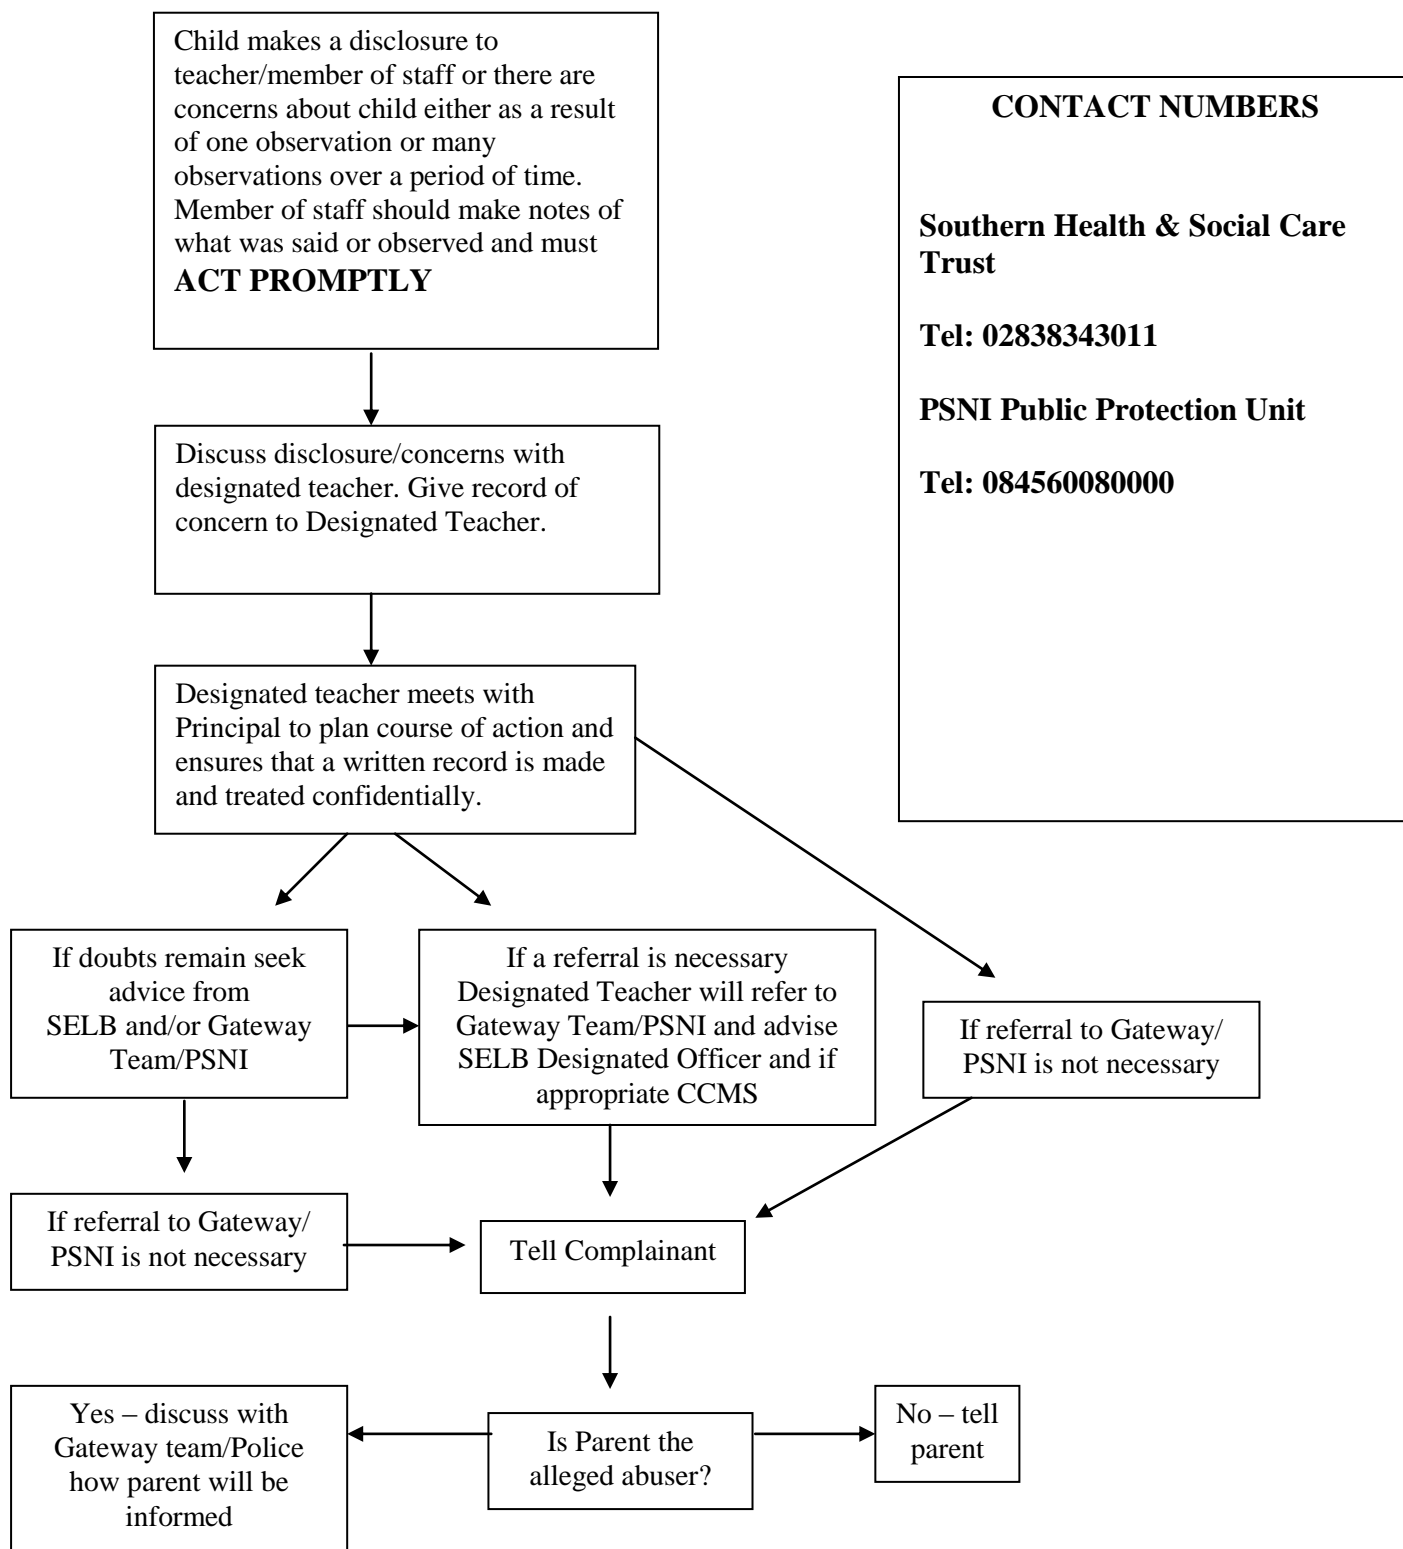 Child makes a disclosure to
teacher/member of staff or there are
concerns about child either as a result
of one observation or many
observations over a period of time.
Member of staff should make notes of
what was said or observed and must
ACT PROMPTLY
CONTACT NUMBERS
Southern Health & Social Care
Trust
Tel: 02838343011
PSNI Public Protection Unit
Tel: 084560080000
Discuss disclosure/concerns with
designated teacher. Give record of
concern to Designated Teacher.
Designated teacher meets with
Principal to plan course of action and
ensures that a written record is made
and treated confidentially.
If doubts remain seek
advice from
SELB and/or Gateway
Team/PSNI
If a referral is necessary
Designated Teacher will refer to
Gateway Team/PSNI and advise
SELB Designated Officer and if
appropriate CCMS
If referral to Gateway/
PSNI is not necessary
If referral to Gateway/
PSNI is not necessary
Tell Complainant
Yes – discuss with
Gateway team/Police
how parent will be
informed
Is Parent the
alleged abuser?
No – tell
parent